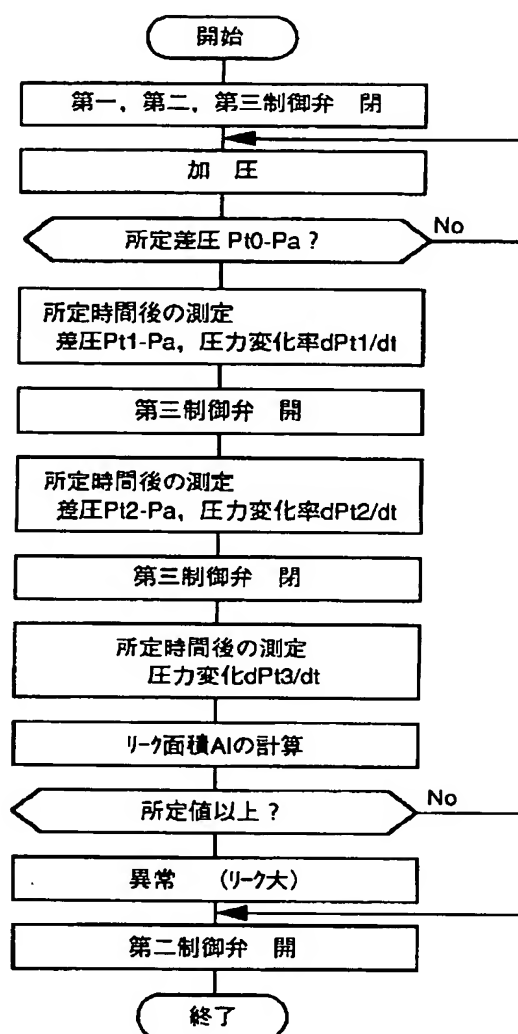 開始
第一，第二，第三制御弁　閉
加　圧
所定差圧 Pt0-Pa ?
No
所定時間後の測定
差圧Pt1-Pa，圧力変化率dPt1/dt
第三制御弁　開
所定時間後の測定
差圧Pt2-Pa，圧力変化率dPt2/dt
第三制御弁　閉
所定時間後の測定
圧力変化dPt3/dt
ﾘｰｸ面積Alの計算
所定値以上？
No
異常　（ﾘｰｸ大）
第二制御弁　開
終了